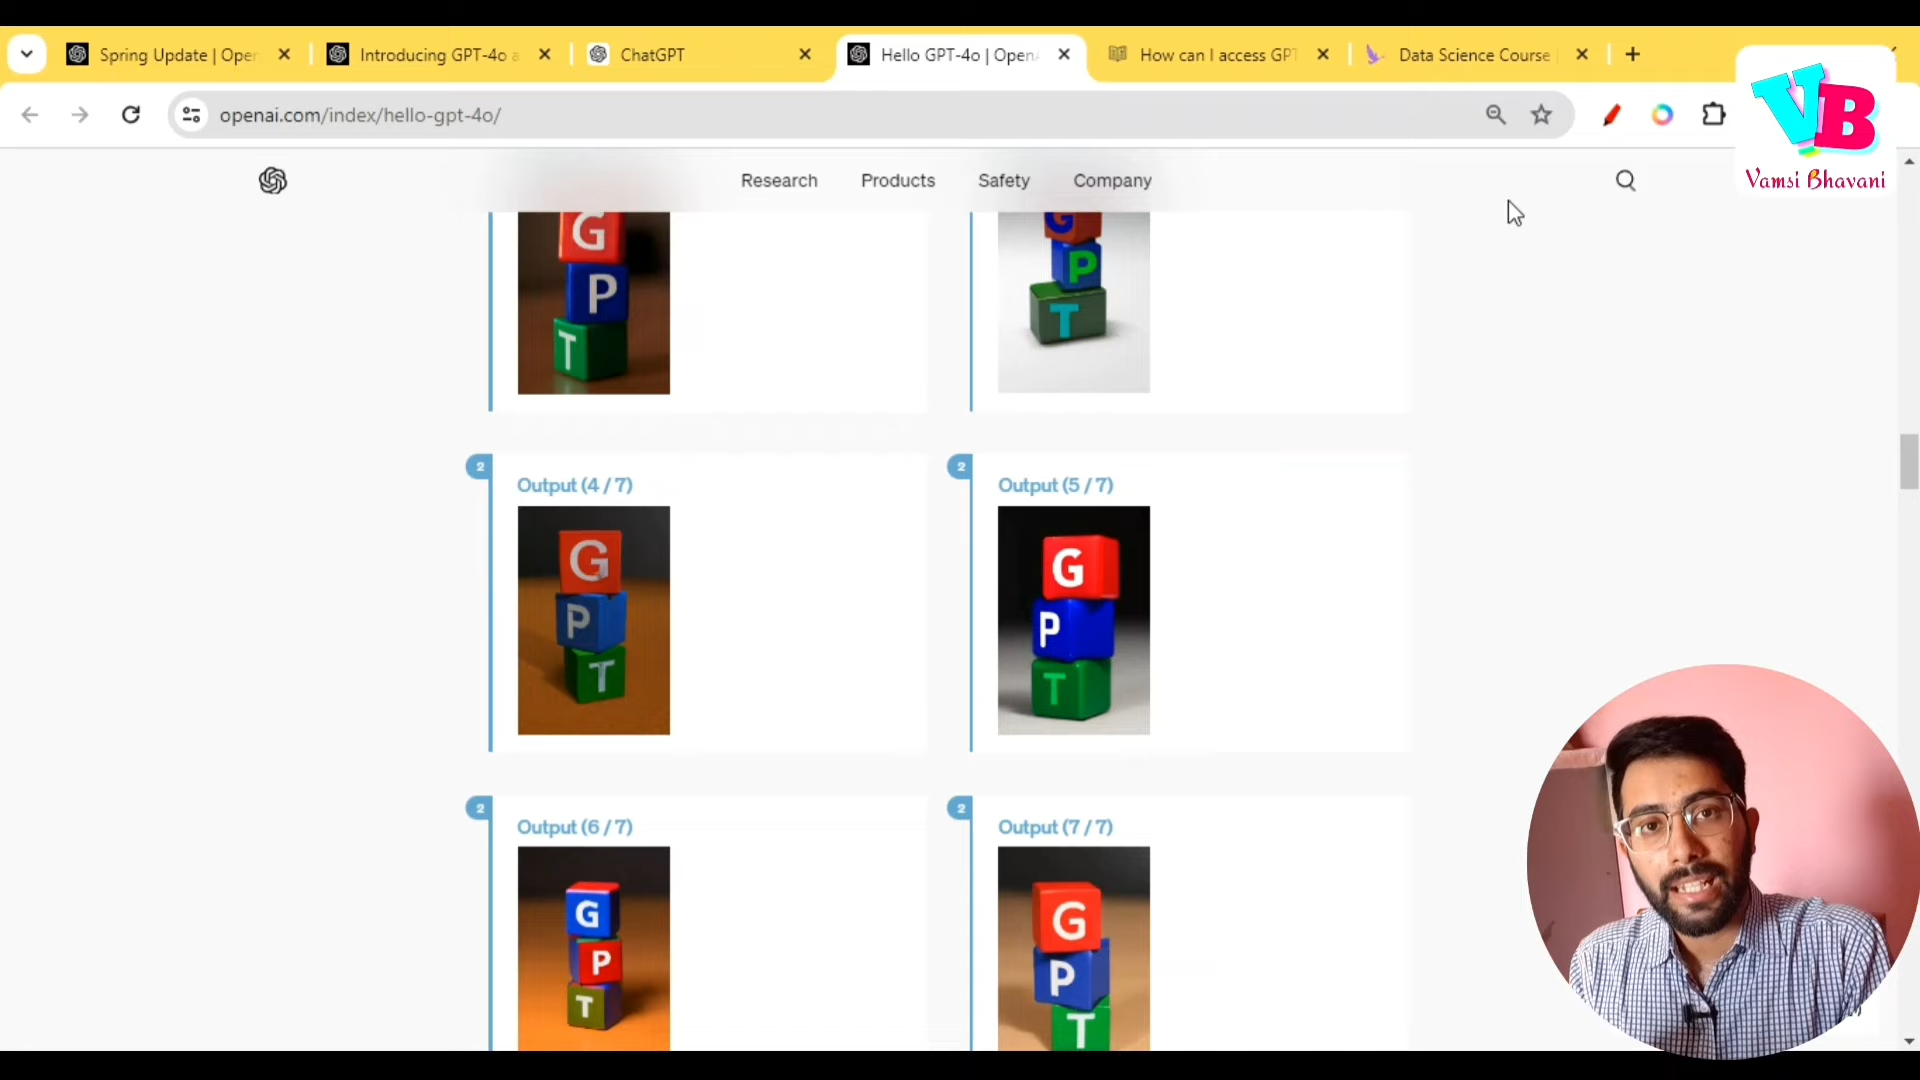 Spring Update | Open
Introducing GPT-4o a
ChatGPT
Hello GPT-4o | OpenA
How can I access GPT
Data Science Course
openai.com/index/hello-gpt-4o/
VB
Vamsi Bhavani
Research
Products
Safety
Company
G
P
T
G
P
T
2
Output (4 / 7)
G
P
T
2
Output (5 / 7)
G
P
T
2
Output (6 / 7)
G
P
T
2
Output (7 / 7)
G
P
T